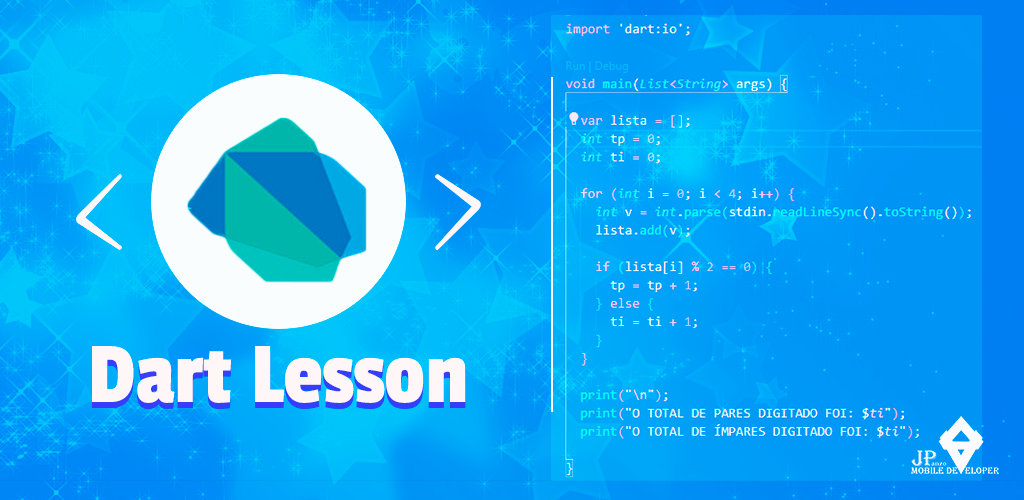 Dart Lesson
import 'dart:io';
Run | Debug
void main(List<String> args) {
var lista = [];
int tp = 0;
int ti = 0;
for (int i = 0; i < 4; i++) {
int v = int.parse(stdin.readLineSync().toString());
lista.add(v);
if (lista[i] % 2 == 0) {
tp = tp + 1;
} else {
ti = ti + 1;
}
}
print("\n");
print("O TOTAL DE PARES DIGITADO FOI: $ti");
print("O TOTAL DE ÍMPARES DIGITADO FOI: $ti");
}
JP
MOBILE DEVELOPER